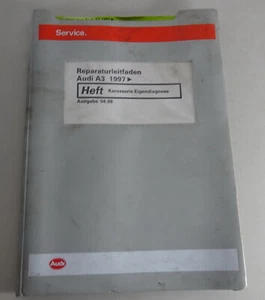 Service.
Reparaturleitfaden
Audi A3 1997 ►
Heft Karosserie Eigendiagnose
Ausgabe 04.98
Audi